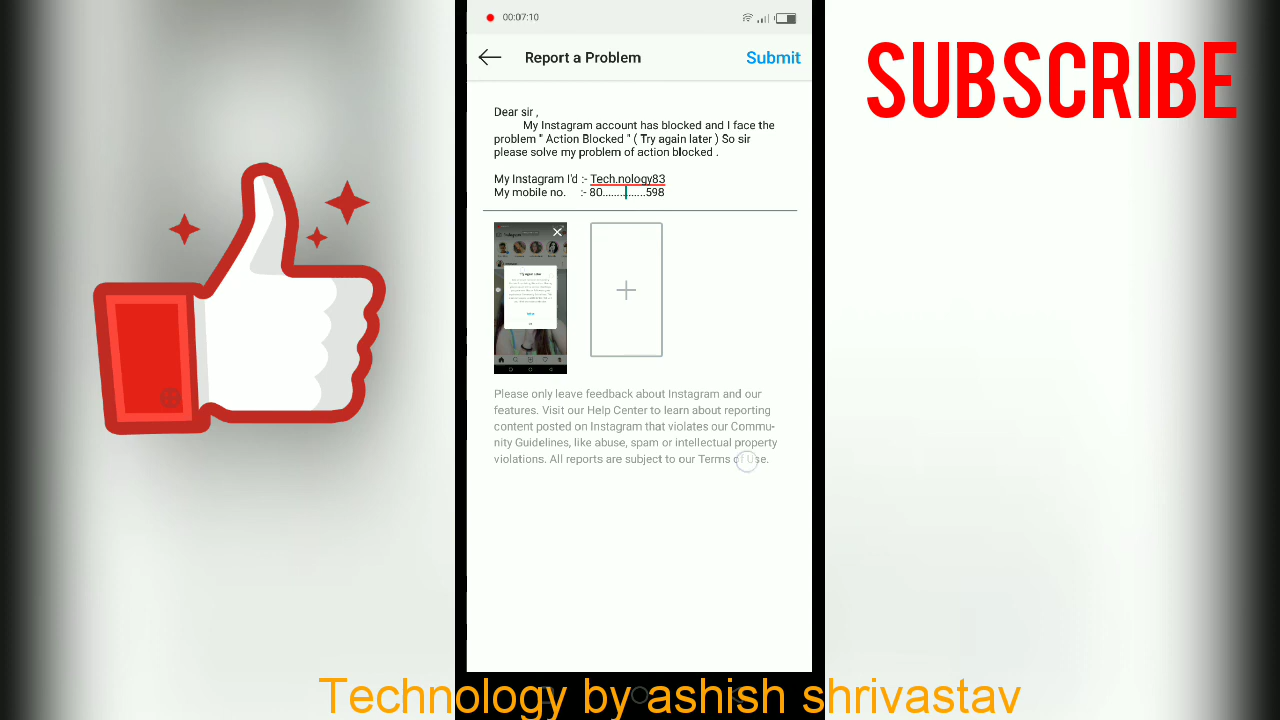 00:07:10
SUBSCRIBE
Report a Problem
Submit
Dear sir ,
My Instagram account has blocked and I face the
problem " Action Blocked " ( Try again later ) So sir
please solve my problem of action blocked .
My Instagram I'd :- Tech.nology83
My mobile no. :- 80...............598
Please only leave feedback about Instagram and our
features. Visit our Help Center to learn about reporting
content posted on Instagram that violates our Commu-
nity Guidelines, like abuse, spam or intellectual property
violations. All reports are subject to our Terms of Use.
Technology by ashish shrivastav